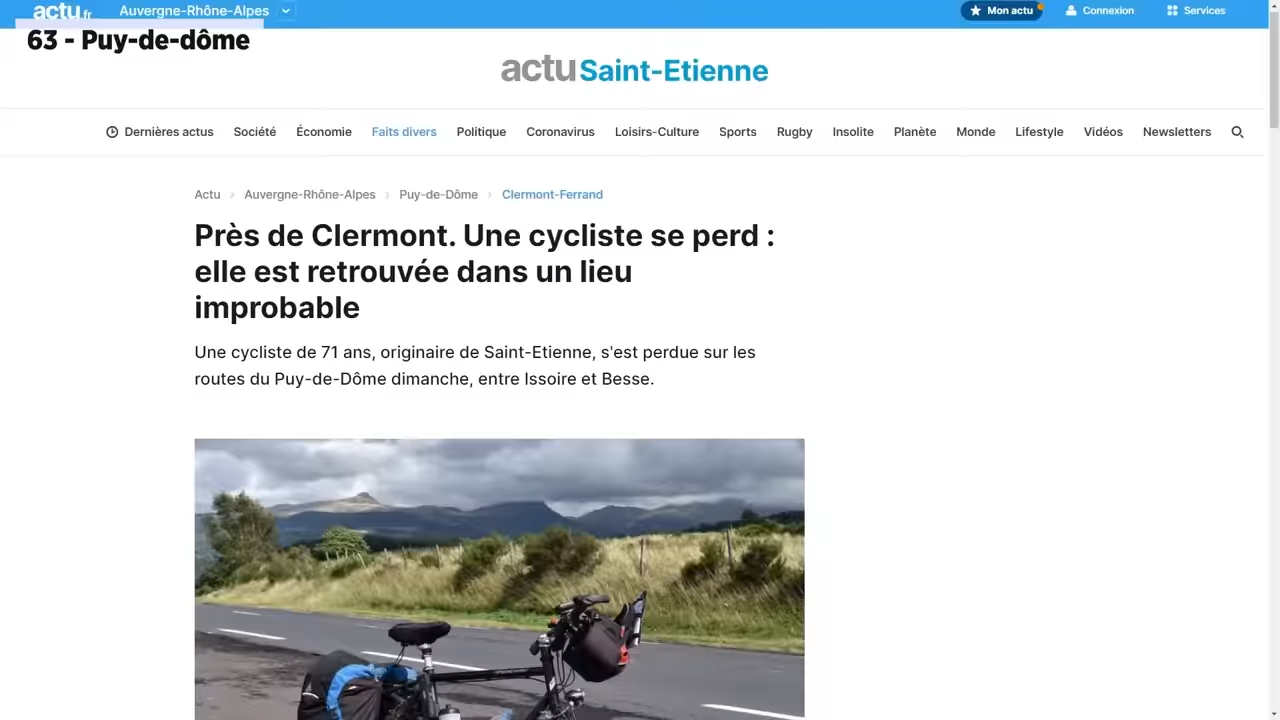 actu.fr
Auvergne-Rhône-Alpes
Mon actu
Connexion
Services
63 - Puy-de-dôme
actu Saint-Etienne
Dernières actus Société Économie Faits divers Politique Coronavirus Loisirs-Culture Sports Rugby Insolite Planète Monde Lifestyle Vidéos Newsletters
Actu > Auvergne-Rhône-Alpes > Puy-de-Dôme > Clermont-Ferrand
Près de Clermont. Une cycliste se perd :
elle est retrouvée dans un lieu
improbable
Une cycliste de 71 ans, originaire de Saint-Etienne, s'est perdue sur les
routes du Puy-de-Dôme dimanche, entre Issoire et Besse.